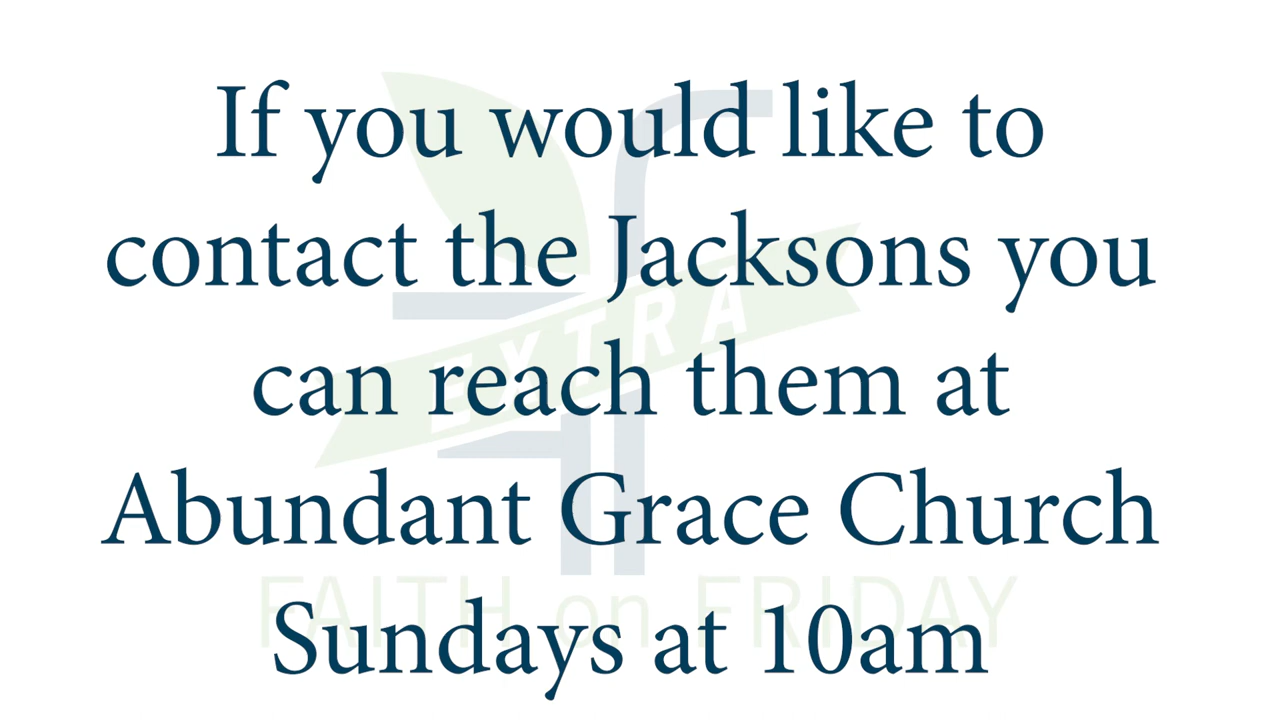 If you would like to
contact the Jacksons you
EXTRA
can reach them at
Abundant Grace Church
FAITH on FRIDAY
Sundays at 10am